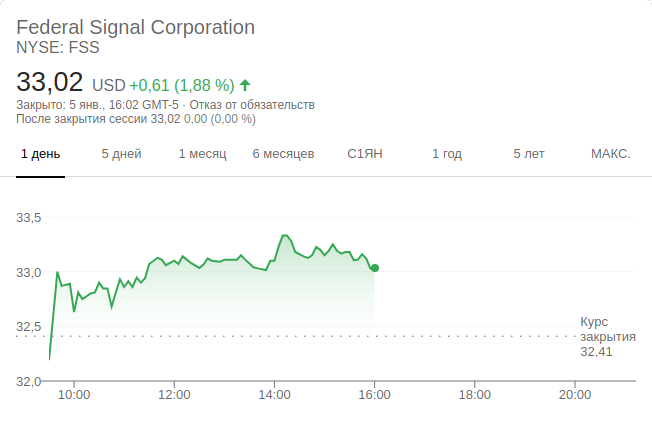 Federal Signal Corporation
NYSE: FSS
33,02 USD +0,61 (1,88 %)
Закрыто: 5 янв., 16:02 GMT-5 · Отказ от обязательств
После закрытия сессии 33,02 0,00 (0,00 %)
1 день 5 дней 1 месяц 6 месяцев С1ЯН 1 год 5 лет МАКС.
33,5
33,0
32,5
Курс
закрытия
32,41
32,0
10:00 12:00 14:00 16:00 18:00 20:00